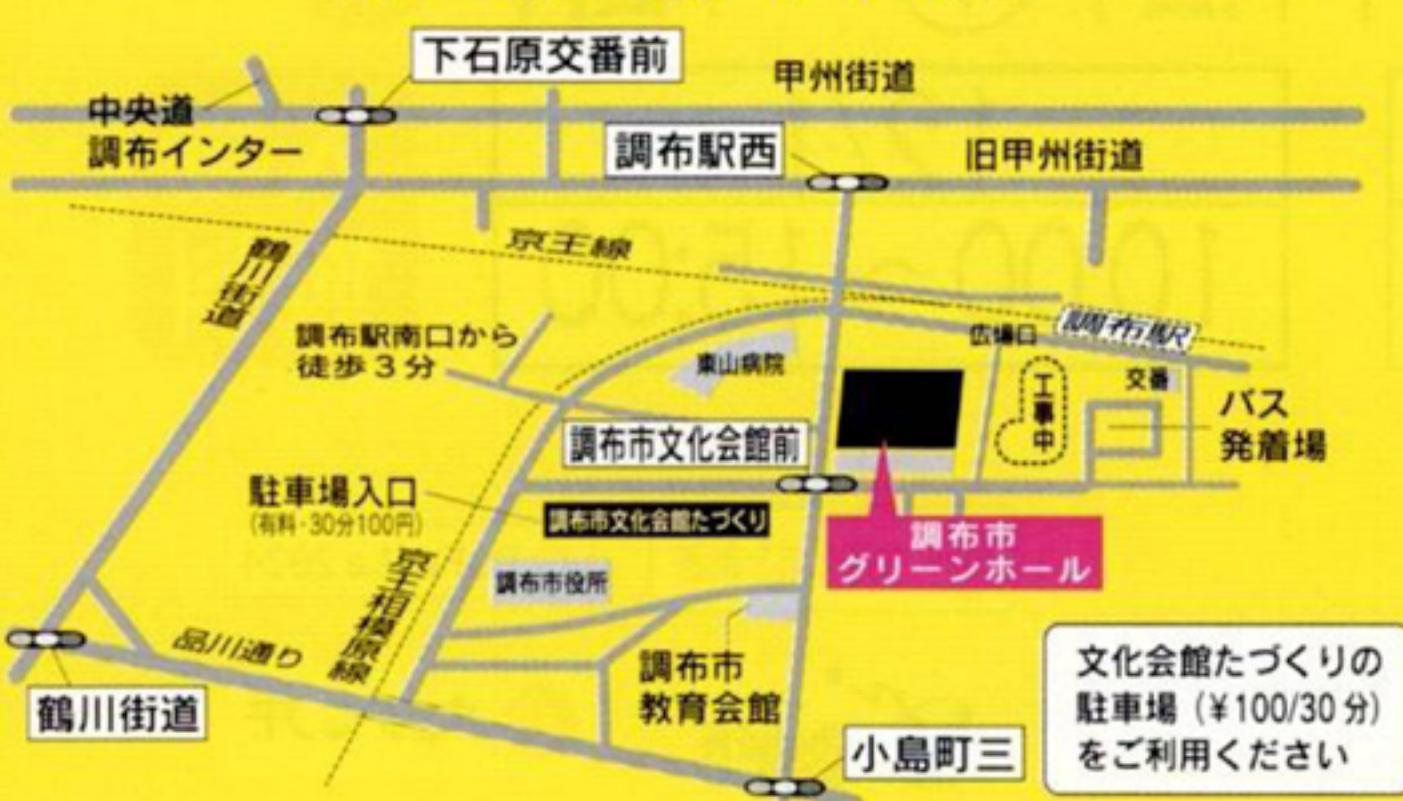 下石原交番前
甲州街道
中央道
調布インター
調布駅西
旧甲州街道
鶴川街道
京王線
調布駅南口から
徒歩3分
東山病院
広場口
調布駅
工事中
交番
バス
発着場
調布市文化会館前
駐車場入口
(有料・30分100円)
調布市文化会館たづくり
調布市
グリーンホール
京王相模原線
調布市役所
品川通り
調布市
教育会館
鶴川街道
小島町三
文化会館たづくりの
駐車場(¥100/30分)
をご利用ください